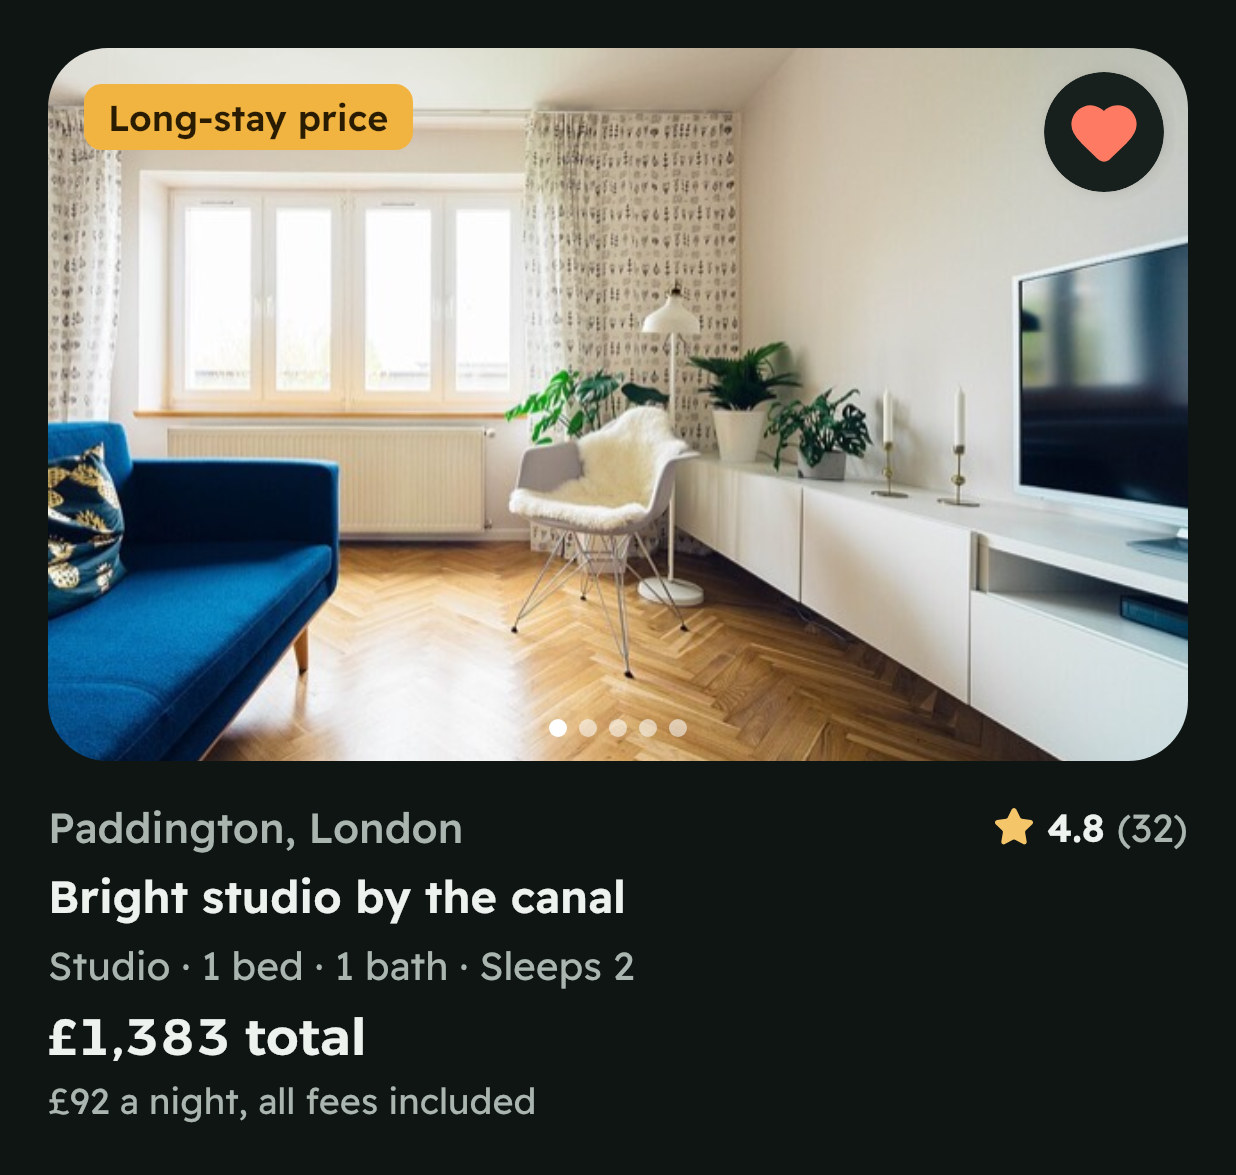 Long-stay price
Paddington, London
4.8 (32)
Bright studio by the canal
Studio · 1 bed · 1 bath · Sleeps 2
£1,383 total
£92 a night, all fees included